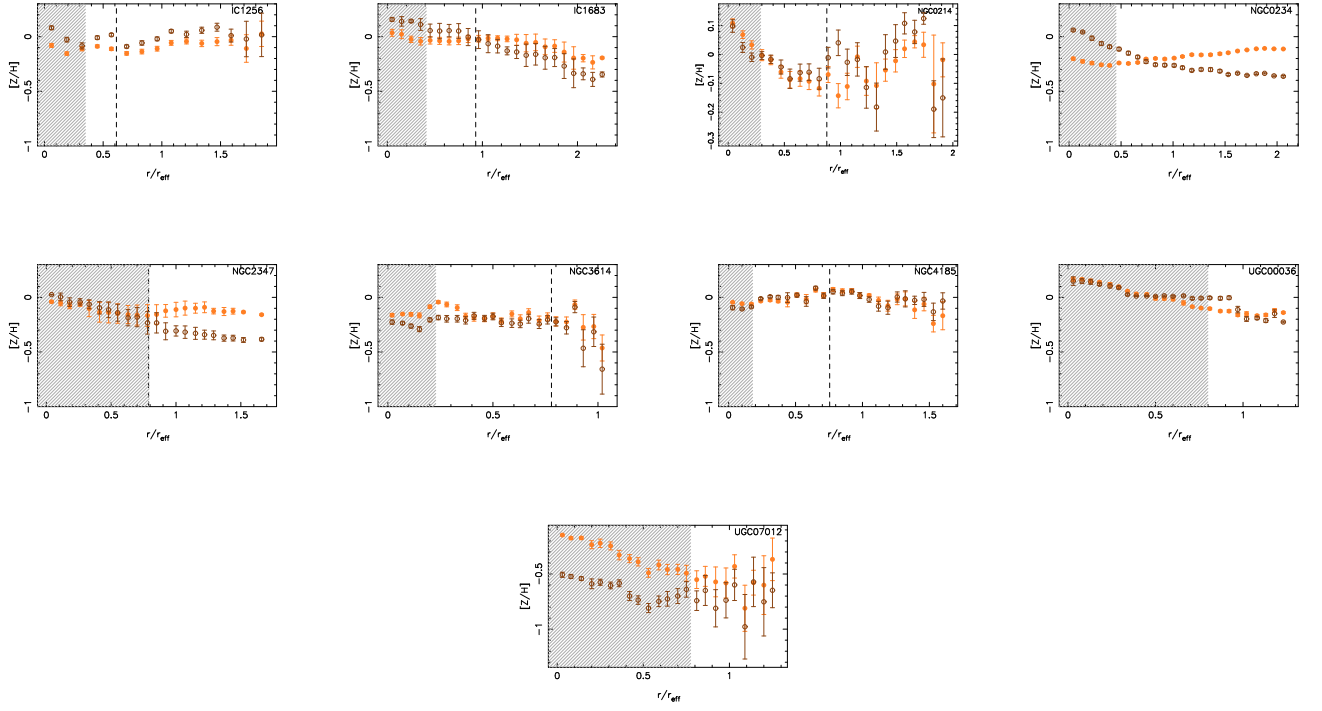 IC1256
[Z/H]
0
−0.5
−1
0
0.5
1
1.5
r/r_eff
IC1683
[Z/H]
0
−0.5
−1
0
1
2
r/r_eff
NGC0214
[Z/H]
0.1
0
−0.1
−0.2
−0.3
0
0.5
1
1.5
2
r/r_eff
NGC0234
[Z/H]
0
−0.5
−1
0
0.5
1
1.5
2
r/r_eff
NGC2347
[Z/H]
0
−0.5
−1
0
0.5
1
1.5
r/r_eff
NGC3614
[Z/H]
0
−0.5
−1
0
0.5
1
r/r_eff
NGC4185
[Z/H]
0
−0.5
−1
0
0.5
1
1.5
r/r_eff
UGC00036
[Z/H]
0
−0.5
−1
0
0.5
1
r/r_eff
UGC07012
[Z/H]
−0.5
−1
0
0.5
1
r/r_eff